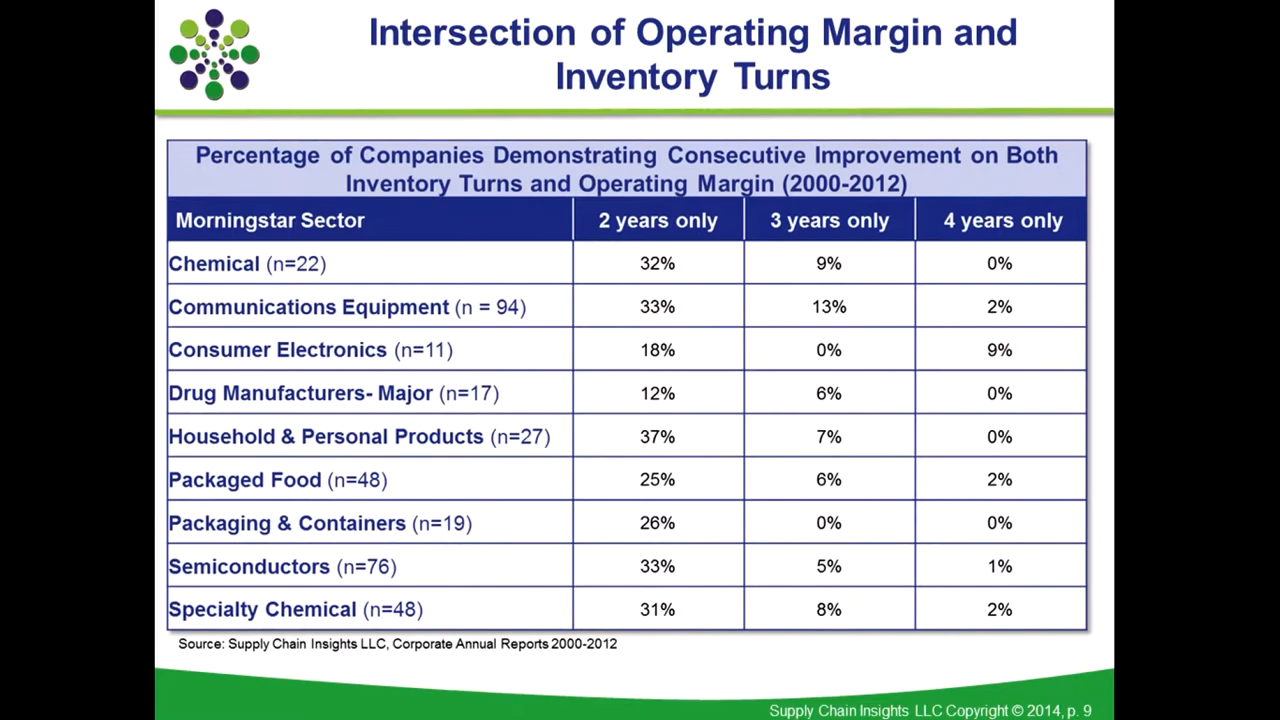 Intersection of Operating Margin and
Inventory Turns
Percentage of Companies Demonstrating Consecutive Improvement on Both
Inventory Turns and Operating Margin (2000-2012)
Morningstar Sector 2 years only 3 years only 4 years only
Chemical (n=22) 32% 9% 0%
Communications Equipment (n = 94) 33% 13% 2%
Consumer Electronics (n=11) 18% 0% 9%
Drug Manufacturers- Major (n=17) 12% 6% 0%
Household & Personal Products (n=27) 37% 7% 0%
Packaged Food (n=48) 25% 6% 2%
Packaging & Containers (n=19) 26% 0% 0%
Semiconductors (n=76) 33% 5% 1%
Specialty Chemical (n=48) 31% 8% 2%
Source: Supply Chain Insights LLC, Corporate Annual Reports 2000-2012
Supply Chain Insights LLC Copyright © 2014, p. 9